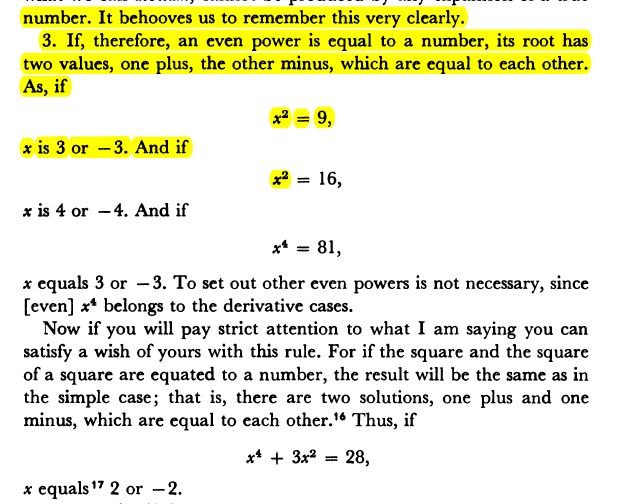 number. It behooves us to remember this very clearly.
3. If, therefore, an even power is equal to a number, its root has
two values, one plus, the other minus, which are equal to each other.
As, if
x² = 9,
x is 3 or −3. And if
x² = 16,
x is 4 or −4. And if
x⁴ = 81,
x equals 3 or −3. To set out other even powers is not necessary, since
[even] x⁴ belongs to the derivative cases.
Now if you will pay strict attention to what I am saying you can
satisfy a wish of yours with this rule. For if the square and the square
of a square are equated to a number, the result will be the same as in
the simple case; that is, there are two solutions, one plus and one
minus, which are equal to each other.¹⁶ Thus, if
x⁴ + 3x² = 28,
x equals¹⁷ 2 or −2.